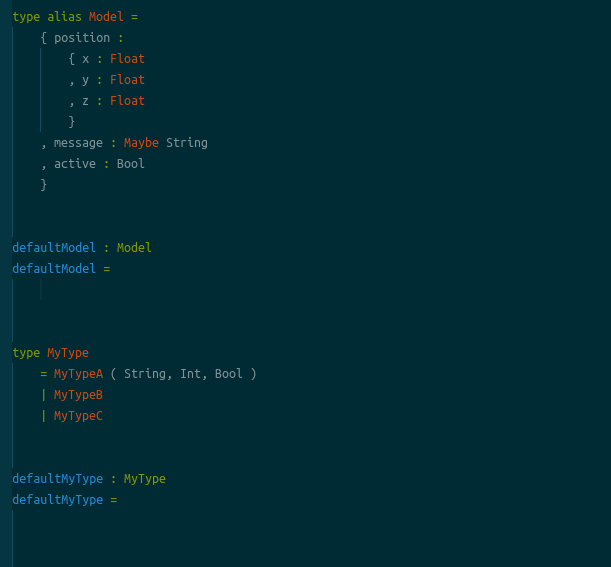 type alias Model =
    { position :
        { x : Float
        , y : Float
        , z : Float
        }
    , message : Maybe String
    , active : Bool
    }
defaultModel : Model
defaultModel =
type MyType
    = MyTypeA ( String, Int, Bool )
    | MyTypeB
    | MyTypeC
defaultMyType : MyType
defaultMyType =